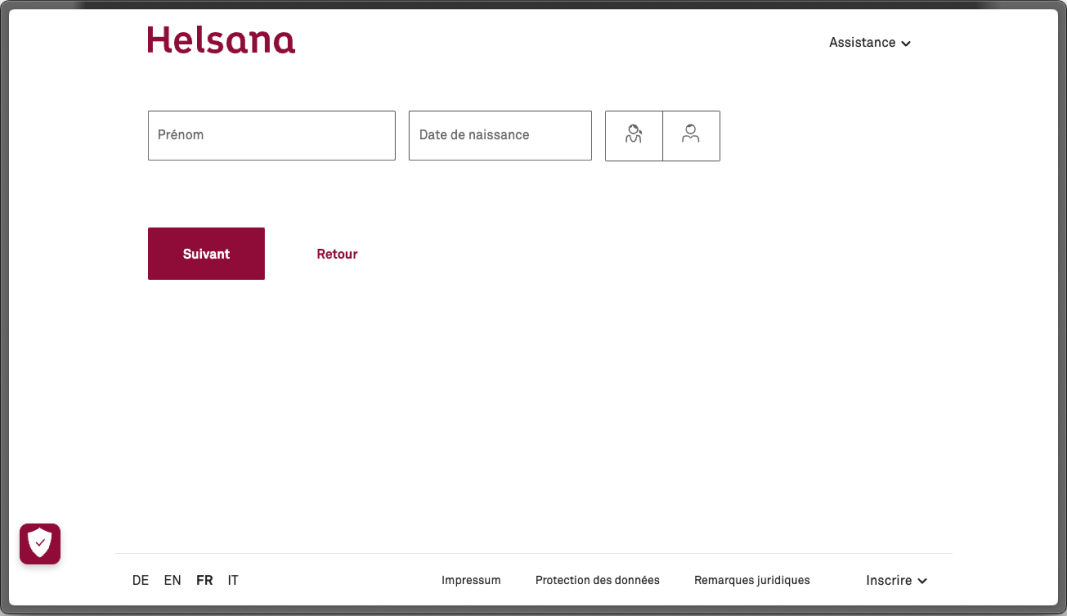 Helsana
Assistance
Prénom
Date de naissance
Suivant
Retour
DE EN FR IT
Impressum
Protection des données
Remarques juridiques
Inscrire